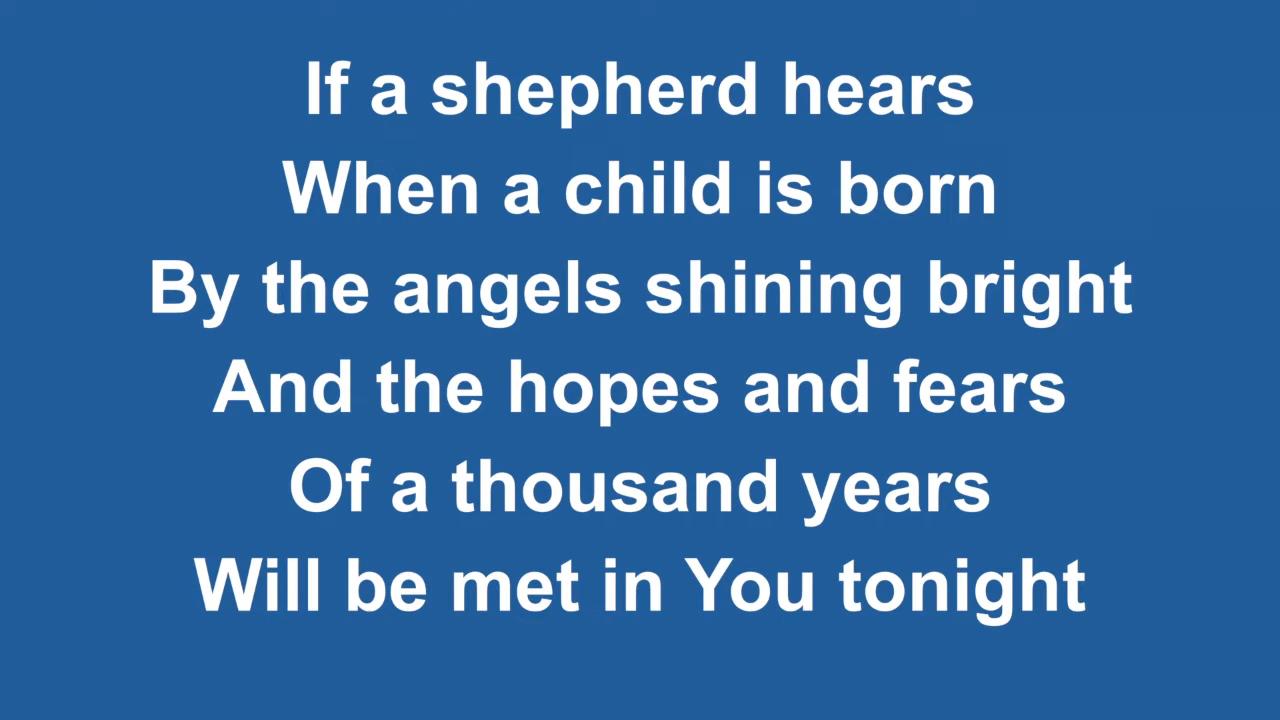 If a shepherd hears
When a child is born
By the angels shining bright
And the hopes and fears
Of a thousand years
Will be met in You tonight